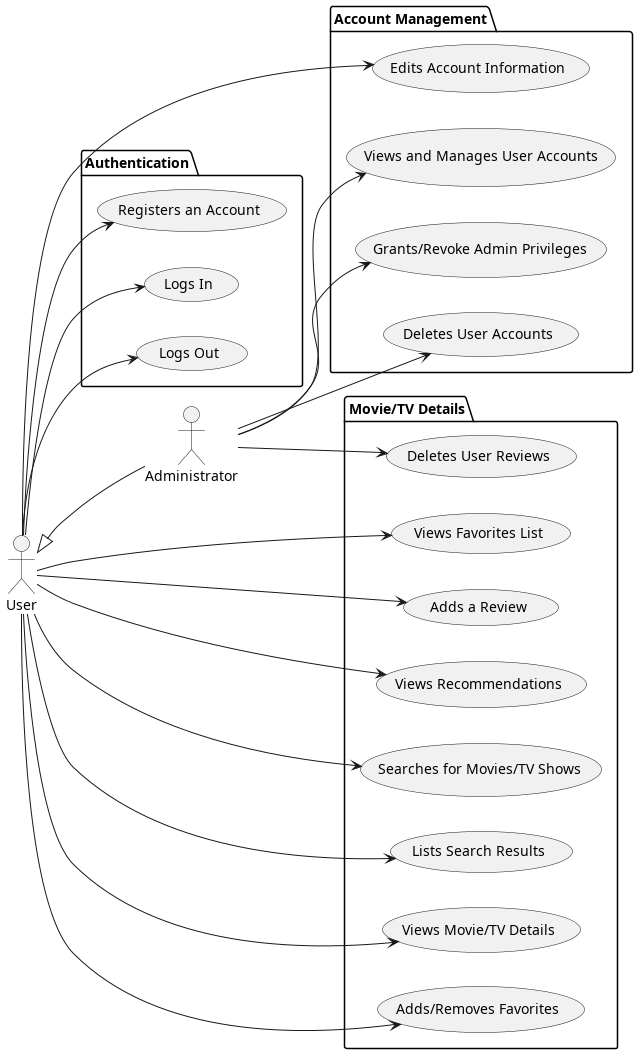 Account Management
Edits Account Information
Views and Manages User Accounts
Grants/Revoke Admin Privileges
Deletes User Accounts
Authentication
Registers an Account
Logs In
Logs Out
Administrator
User
Movie/TV Details
Deletes User Reviews
Views Favorites List
Adds a Review
Views Recommendations
Searches for Movies/TV Shows
Lists Search Results
Views Movie/TV Details
Adds/Removes Favorites